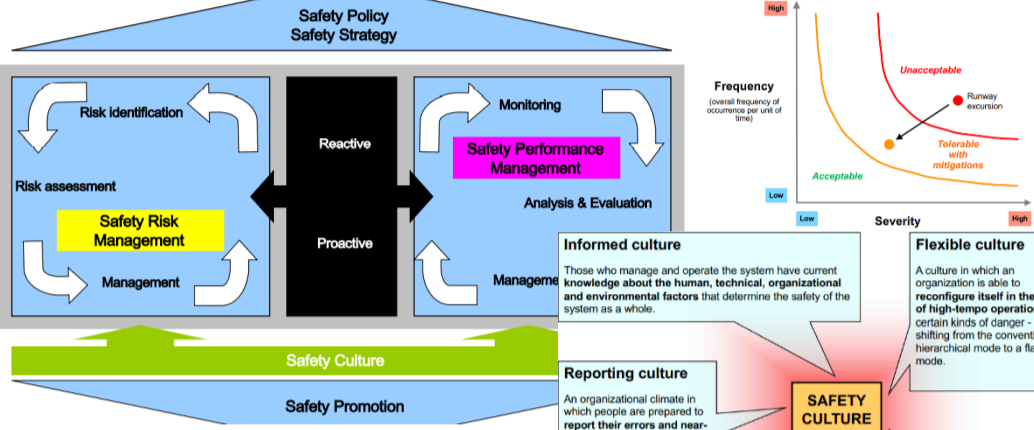 Safety Policy
Safety Strategy
Risk identification
Risk assessment
Safety Risk
Management
Management
Reactive
Proactive
Monitoring
Safety Performance
Management
Analysis & Evaluation
Manageme
Safety Culture
Safety Promotion
High
Frequency
(overall frequency of
occurrence per unit of
time)
Low
Unacceptable
Runway
excursion
Tolerable
with
mitigations
Acceptable
Low
Severity
High
Informed culture
Those who manage and operate the system have current
knowledge about the human, technical, organizational
and environmental factors that determine the safety of the
system as a whole.
Flexible culture
A culture in which an
organization is able to
reconfigure itself in the
of high-tempo operatio
certain kinds of danger -
shifting from the conventi
hierarchical mode to a fla
mode.
Reporting culture
An organizational climate in
which people are prepared to
report their errors and near-
SAFETY
CULTURE